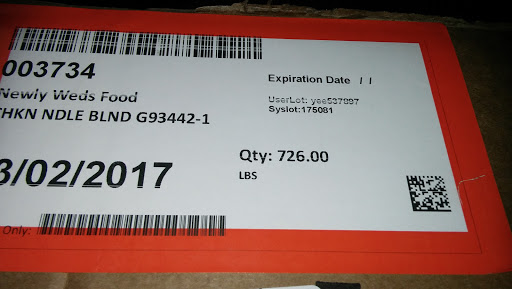 003734
Newly Weds Food
CHKN NDLE BLND G93442-1
3/02/2017
Only:
Expiration Date / /
UserLot: yee537897
Syslot:175081
Qty: 726.00
LBS